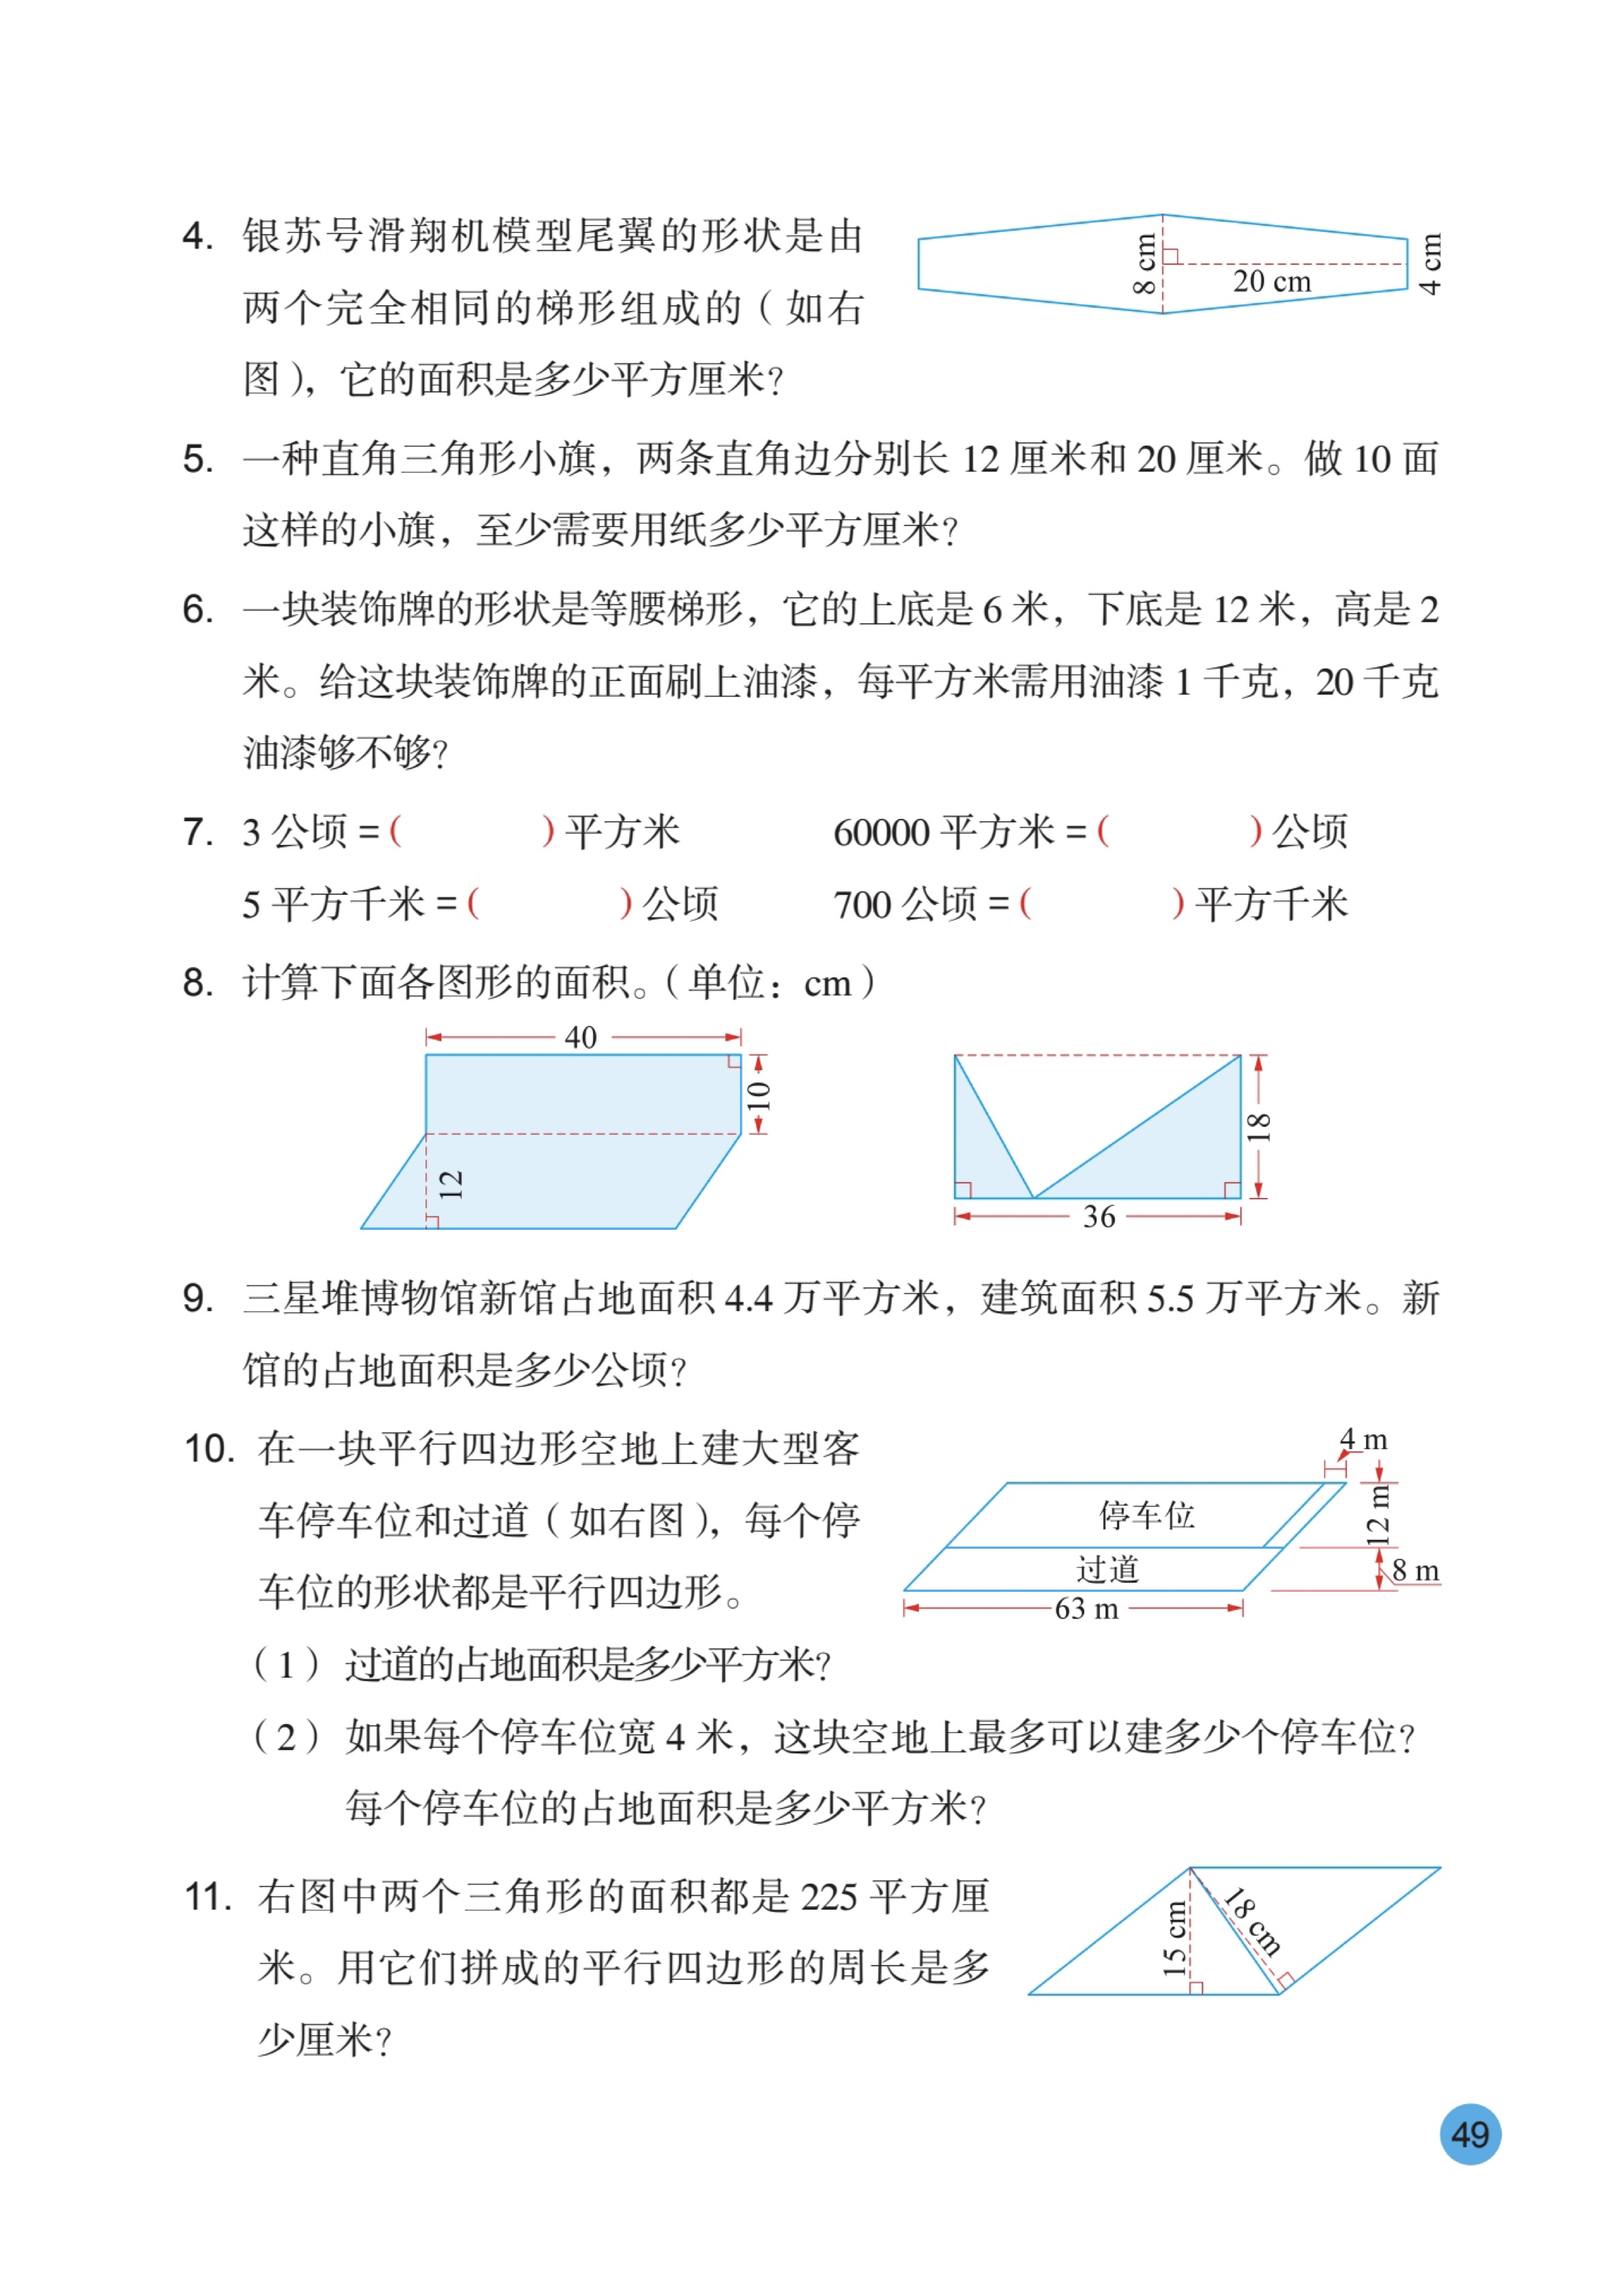 4. 银苏号滑翔机模型尾翼的形状是由
两个完全相同的梯形组成的（如右
图），它的面积是多少平方厘米？
8 cm
20 cm
4 cm
5. 一种直角三角形小旗，两条直角边分别长 12 厘米和 20 厘米。做 10 面
这样的小旗，至少需要用纸多少平方厘米？
6. 一块装饰牌的形状是等腰梯形，它的上底是 6 米，下底是 12 米，高是 2
米。给这块装饰牌的正面刷上油漆，每平方米需用油漆 1 千克，20 千克
油漆够不够？
7. 3 公顷 =（　　）平方米　　60000 平方米 =（　　）公顷
5 平方千米 =（　　）公顷　　700 公顷 =（　　）平方千米
8. 计算下面各图形的面积。（单位：cm）
40
10
12
18
36
9. 三星堆博物馆新馆占地面积 4.4 万平方米，建筑面积 5.5 万平方米。新
馆的占地面积是多少公顷？
10. 在一块平行四边形空地上建大型客
车停车位和过道（如右图），每个停
车位的形状都是平行四边形。
4 m
停车位
12 m
过道
8 m
63 m
（1）过道的占地面积是多少平方米？
（2）如果每个停车位宽 4 米，这块空地上最多可以建多少个停车位？
每个停车位的占地面积是多少平方米？
11. 右图中两个三角形的面积都是 225 平方厘
米。用它们拼成的平行四边形的周长是多
少厘米？
15 cm
18 cm
49